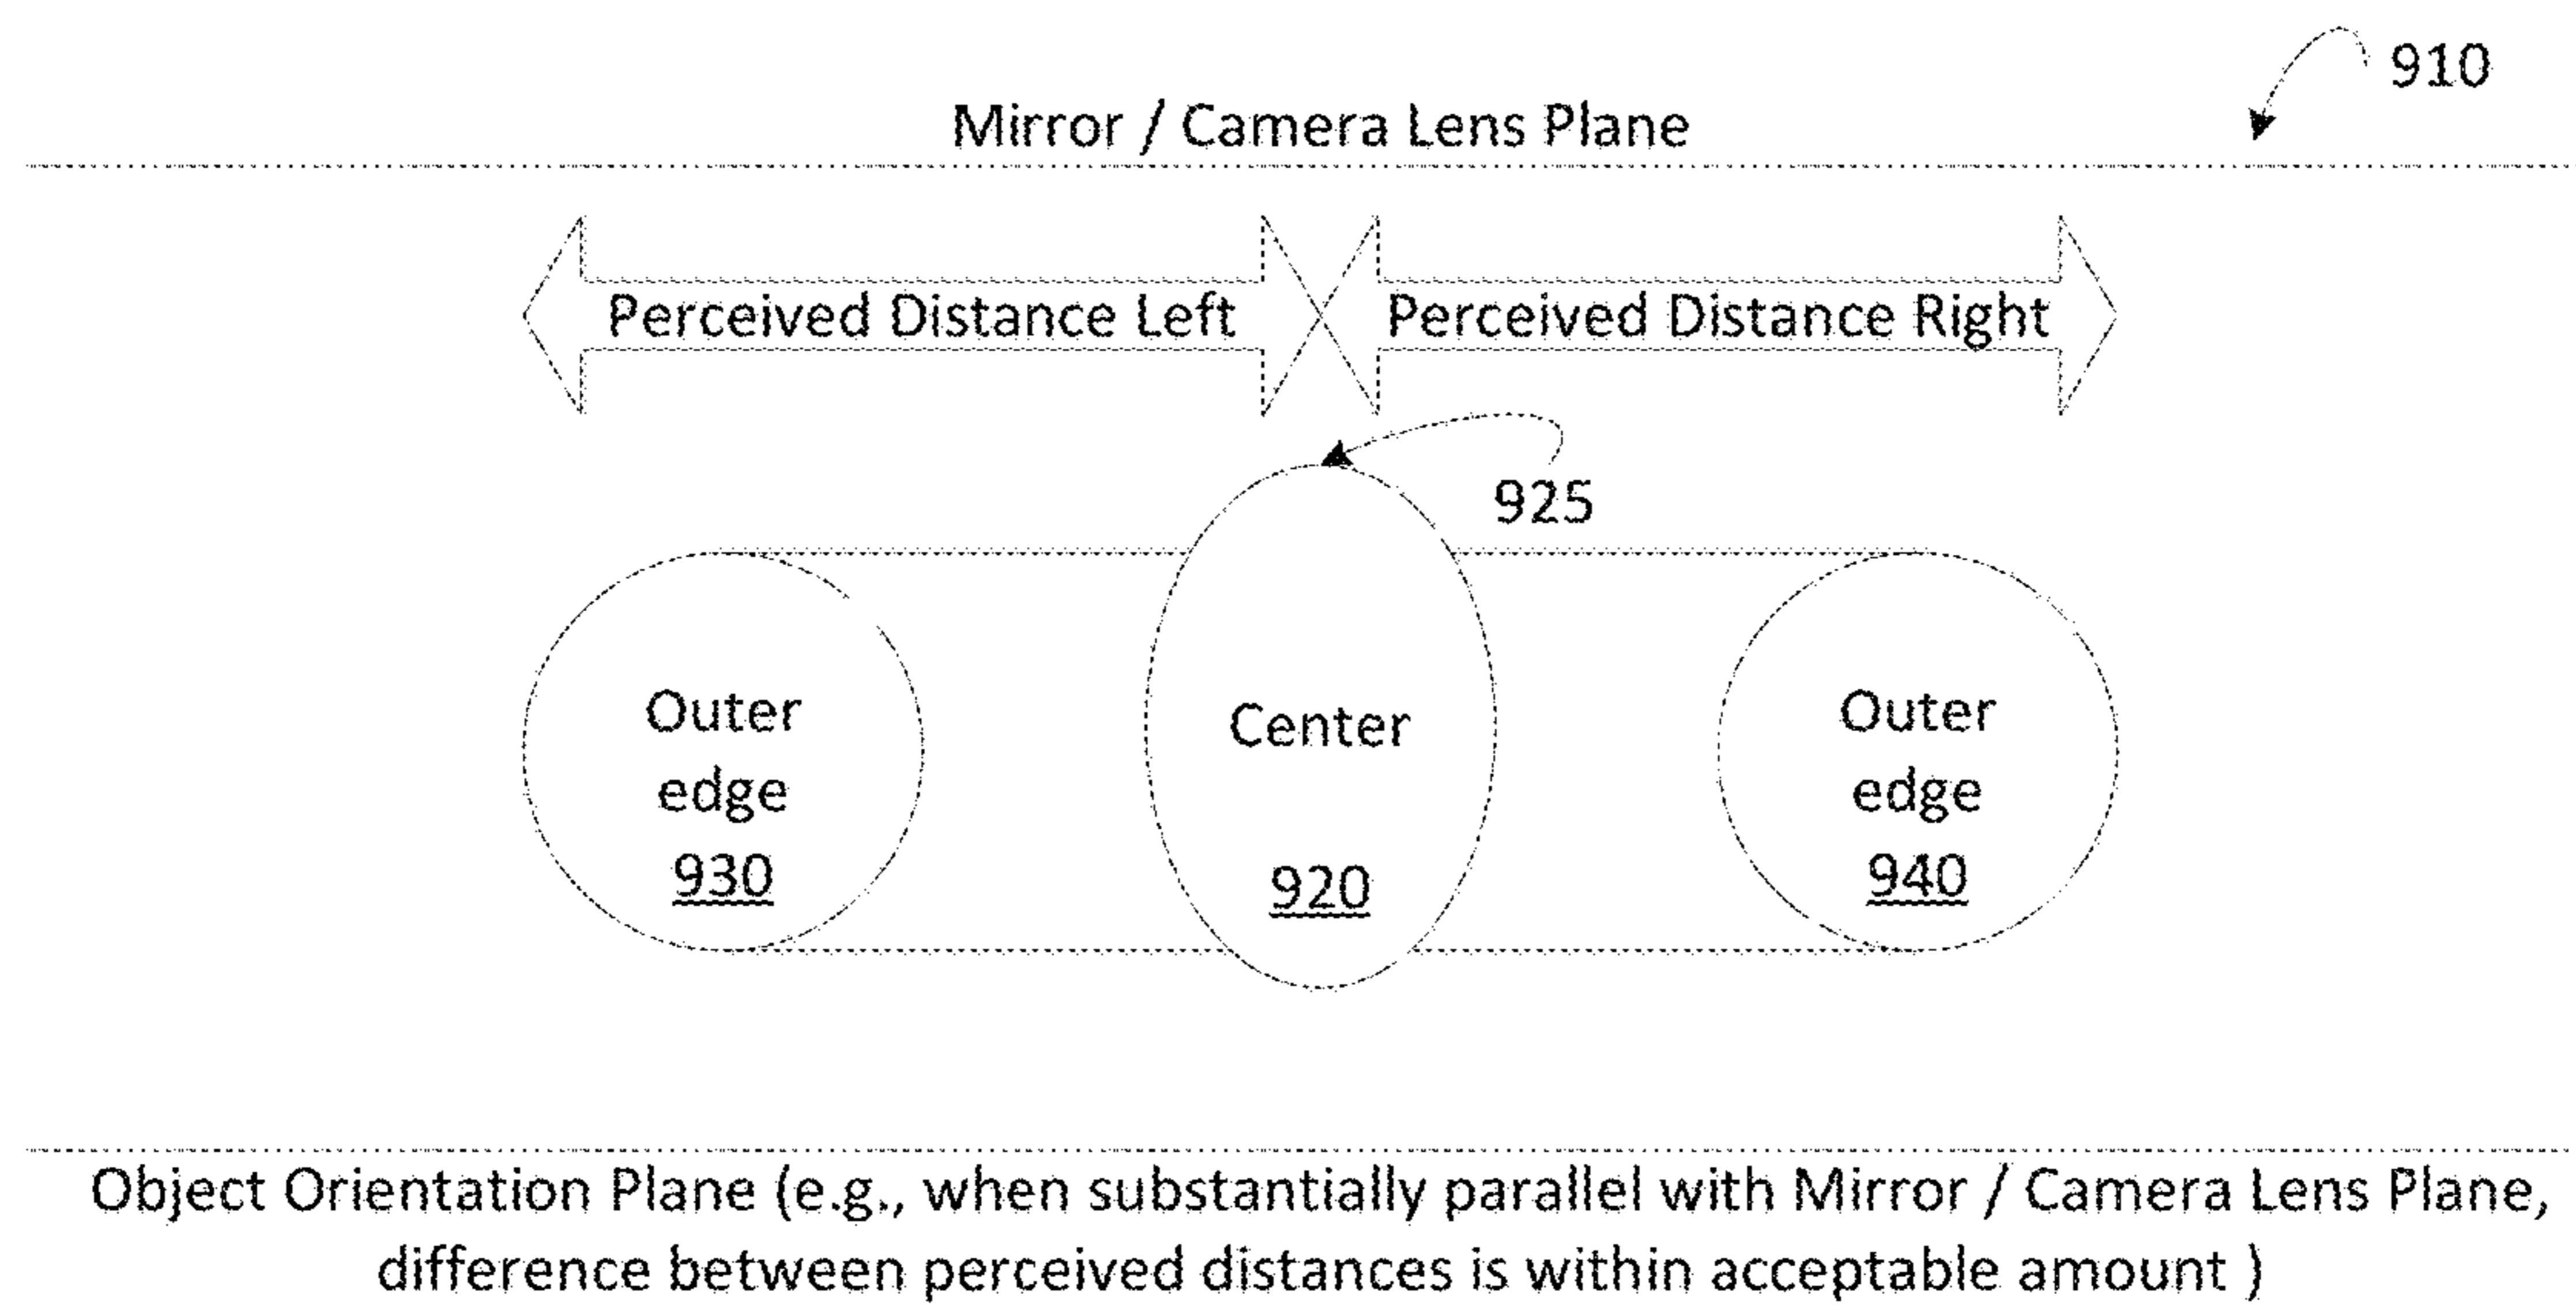 910
Mirror / Camera Lens Plane
Perceived Distance Left
Perceived Distance Right
925
Outer
edge
930
Center
920
Outer
edge
940
Object Orientation Plane (e.g., when substantially parallel with Mirror / Camera Lens Plane,
difference between perceived distances is within acceptable amount )